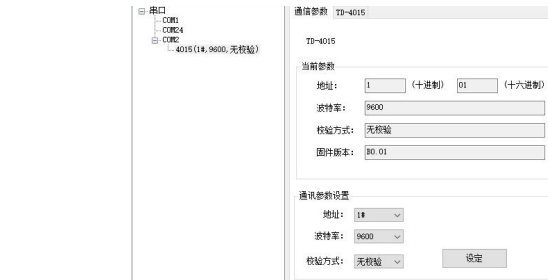 串口
COM1
COM24
COM2
4015(1#,9600,无校验)
通信参数 TD-4015
TD-4015
当前参数
地址: 1 (十进制) 01 (十六进制)
波特率: 9600
校验方式: 无校验
固件版本: B0.01
通讯参数设置
地址: 1#
波特率: 9600
校验方式: 无校验 设定